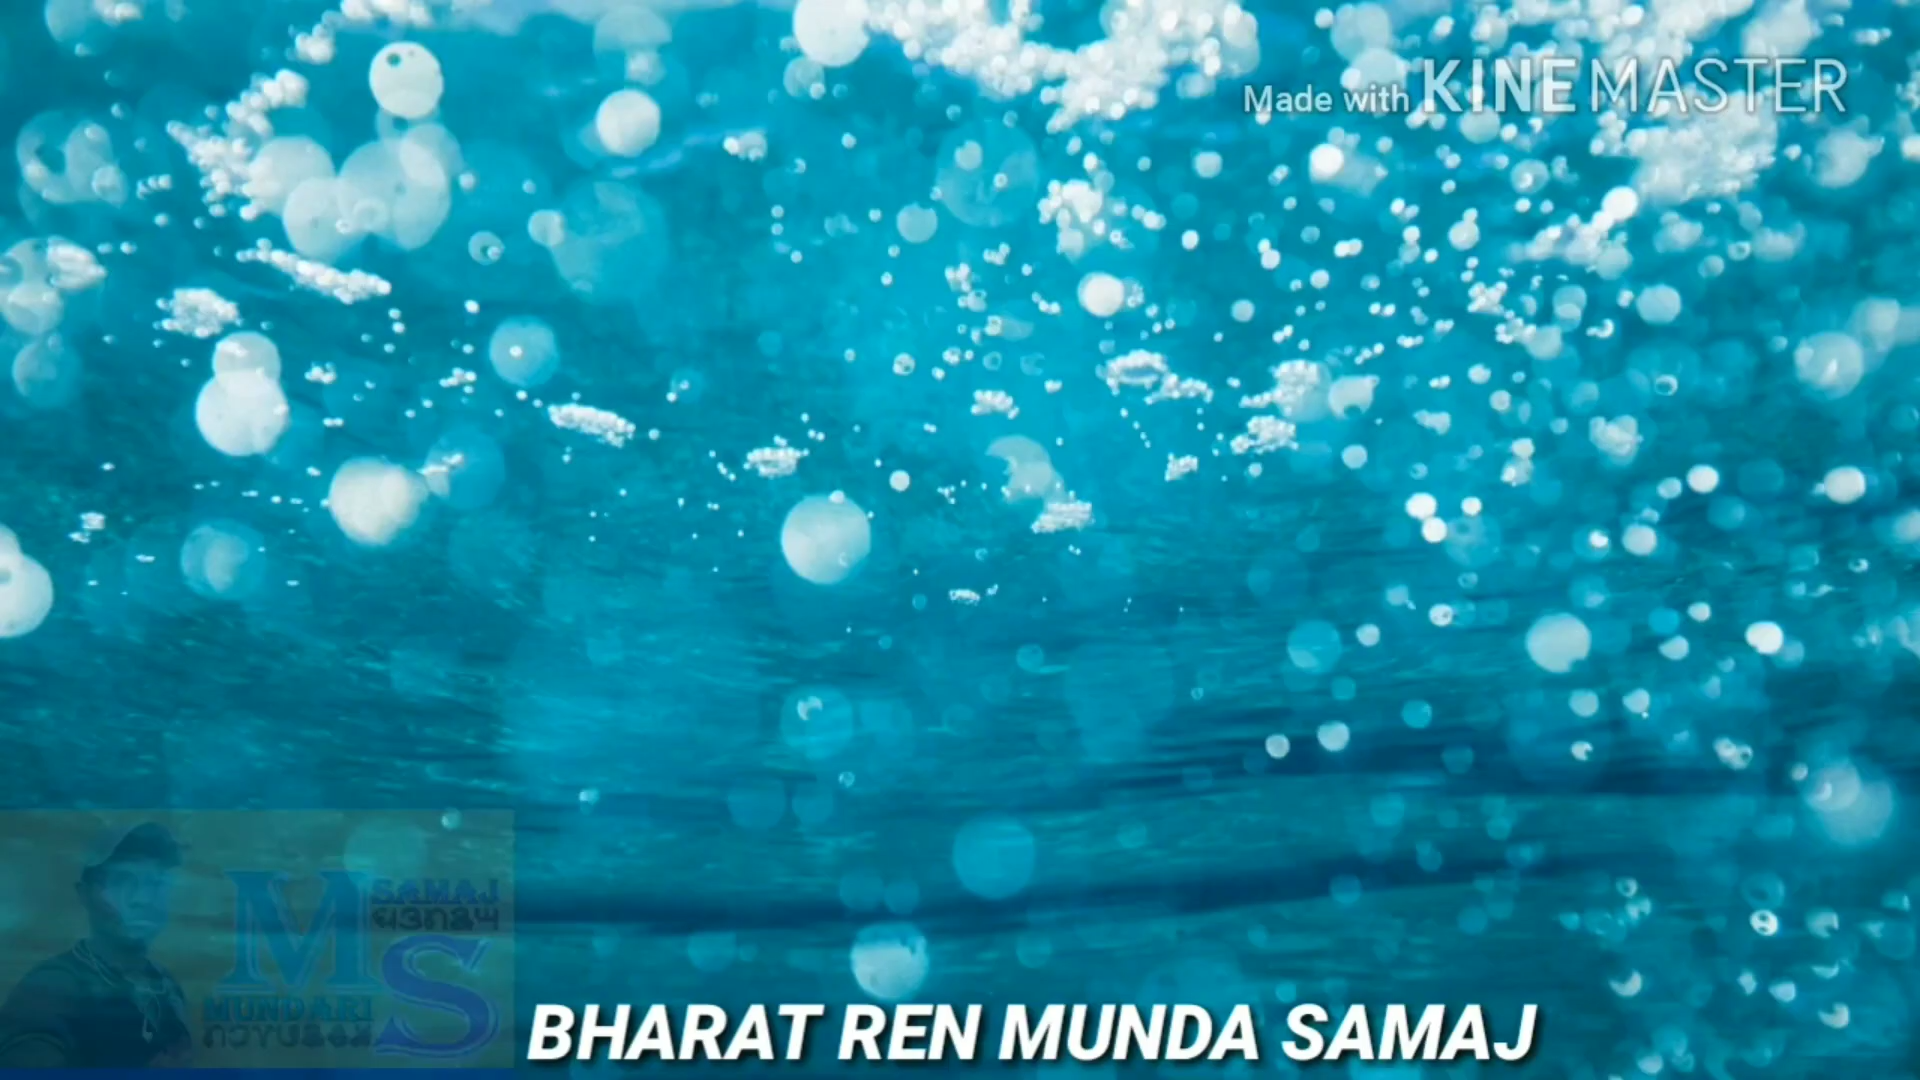 Made with KINEMASTER
SAMAJ
MUNDARI
MS
BHARAT REN MUNDA SAMAJ